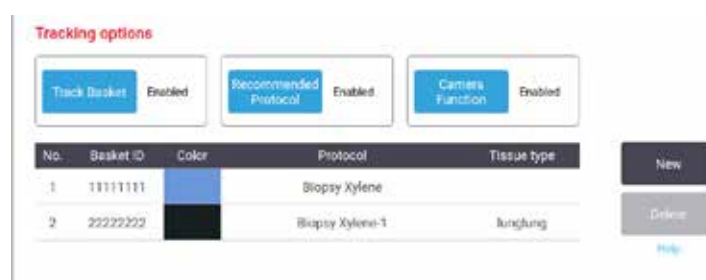 Tracking options
Track Basket Enabled Recommended Protocol Enabled Camera Function Enabled
No. Basket ID Color Protocol Tissue type
1 11111111 Biopsy Xylene
2 22222222 Biopsy Xylene-1 lunglung
New
Delete
Help